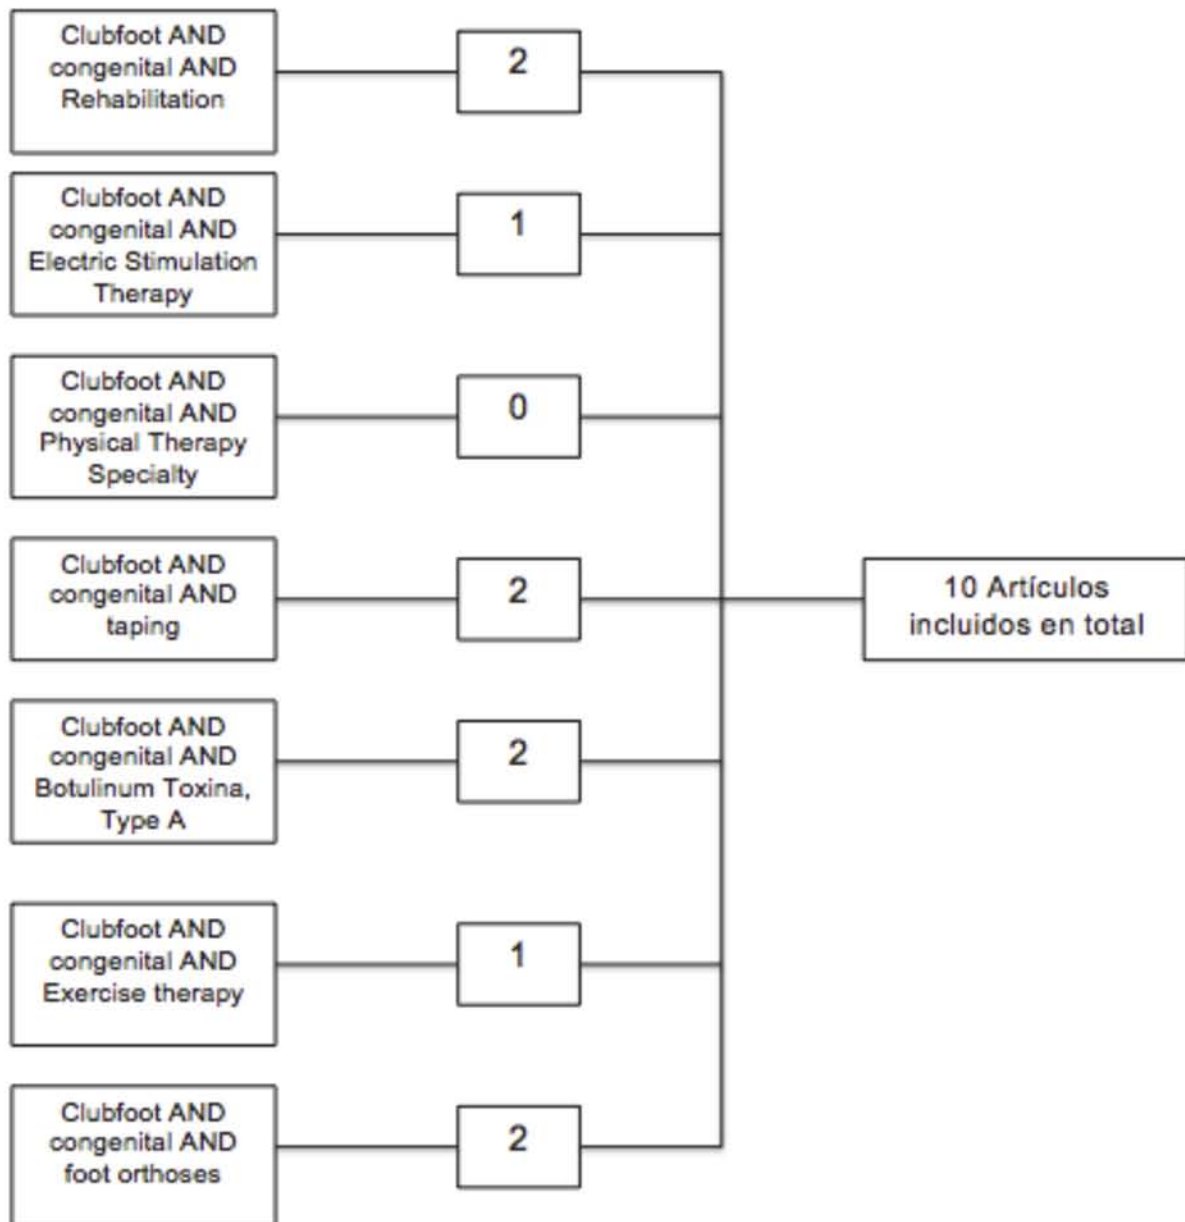 Clubfoot AND
congenital AND
Rehabilitation
2
Clubfoot AND
congenital AND
Electric Stimulation
Therapy
1
Clubfoot AND
congenital AND
Physical Therapy
Specialty
0
Clubfoot AND
congenital AND
taping
2
10 Artículos
incluidos en total
Clubfoot AND
congenital AND
Botulinum Toxina,
Type A
2
Clubfoot AND
congenital AND
Exercise therapy
1
Clubfoot AND
congenital AND
foot orthoses
2